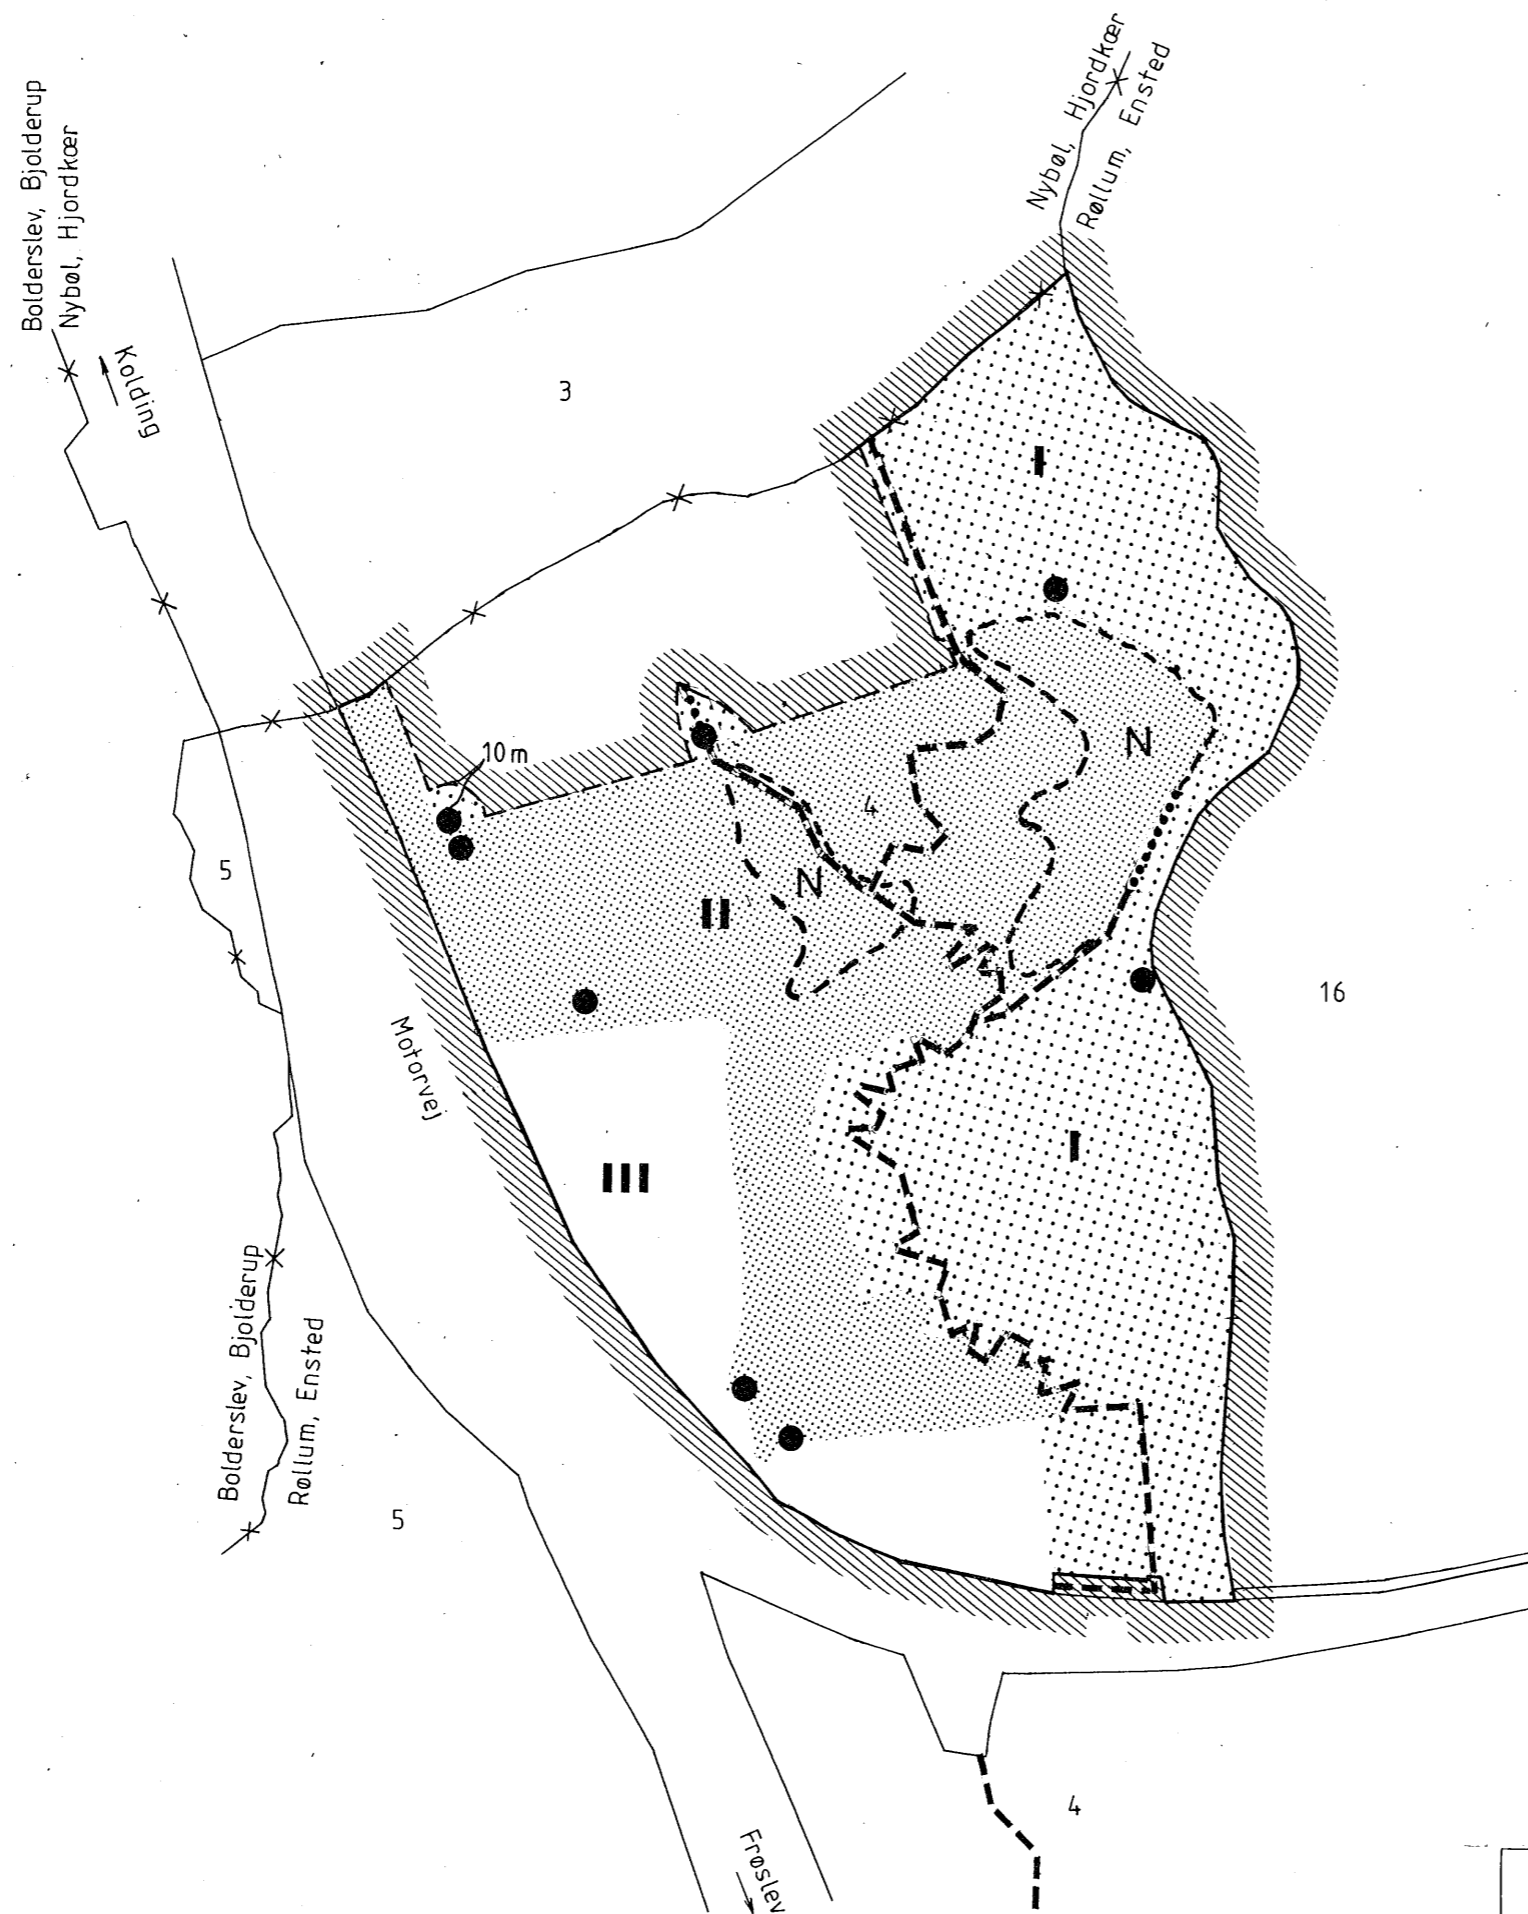 Nybøl, Hjordkær
Røllum, Ensted
Bolderslev, Bjolderup
Nybøl, Hjordkær
Kolding
3
I
10 m
N
4
5
N
II
16
Motorvej
I
III
Bolderslev, Bjolderup
Røllum, Ensted
5
4
Frøslev